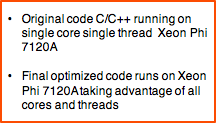 • Original code C/C++ running on
single core single thread Xeon Phi
7120A
• Final optimized code runs on Xeon
Phi 7120Ataking advantage of all
cores and threads